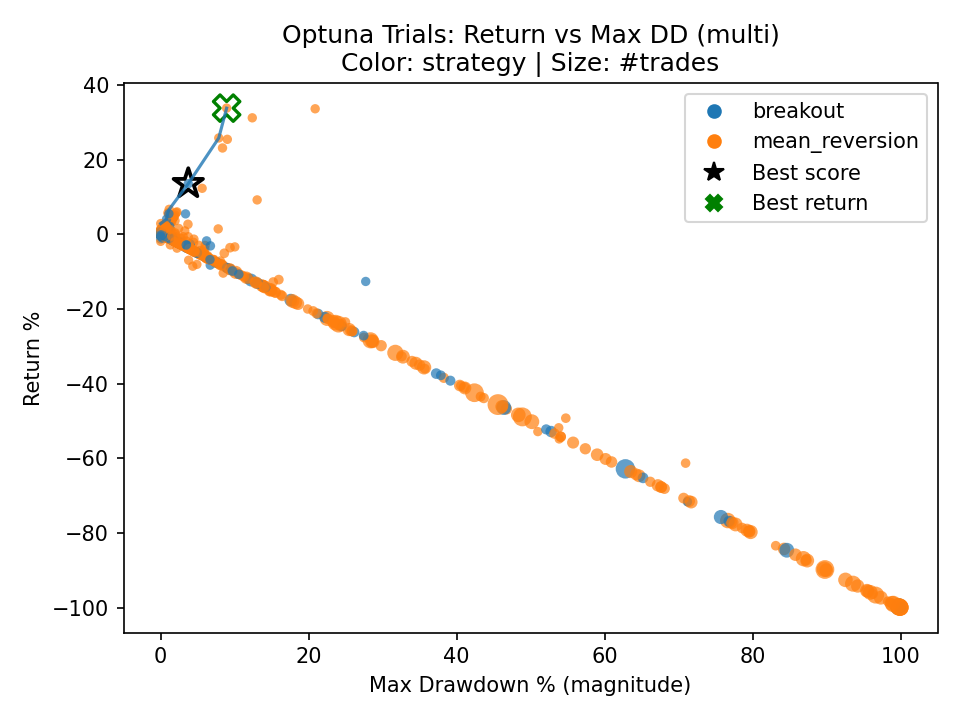 Optuna Trials: Return vs Max DD (multi)
Color: strategy | Size: #trades
breakout
mean_reversion
Best score
Best return
40
20
0
−20
−40
−60
−80
−100
Return %
0
20
40
60
80
100
Max Drawdown % (magnitude)